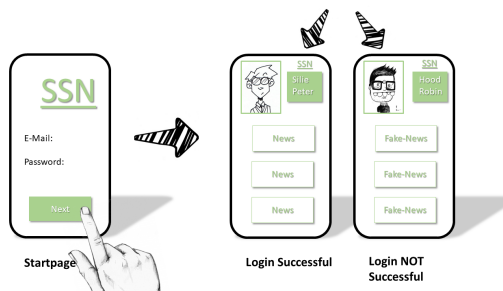 SSN
E-Mail:
Password:
Next
Startpage
SSN
Silie
Peter
News
News
News
Login Successful
SSN
Hood
Robin
Fake-News
Fake-News
Fake-News
Login NOT
Successful